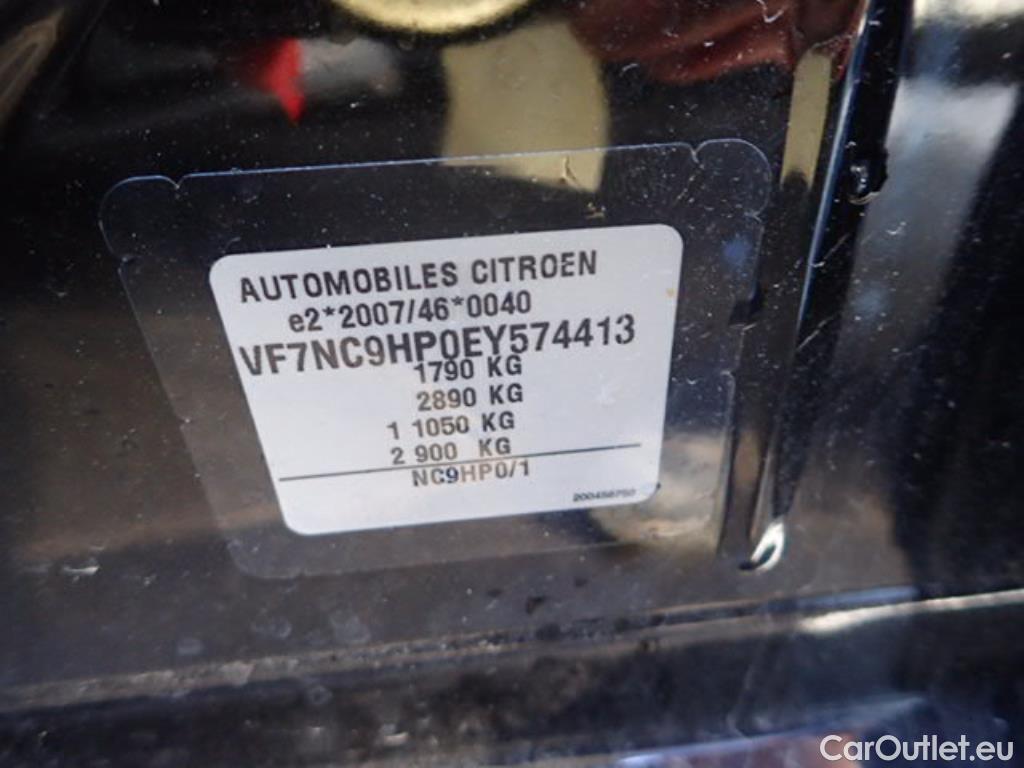 AUTOMOBILES CITROEN
e2*2007/46*0040
VF7NC9HP0EY574413
1790 KG
2890 KG
1 1050 KG
2 900 KG
NC9HP0/1
CarOutlet.eu